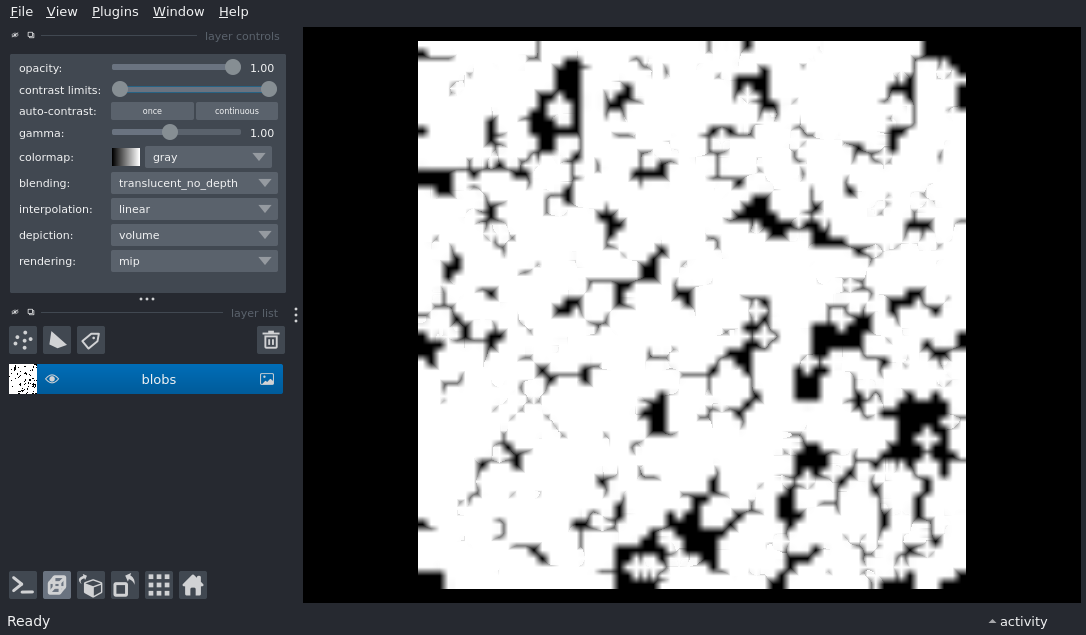 File View Plugins Window Help
layer controls
opacity: 1.00
contrast limits:
auto-contrast: once continuous
gamma: 1.00
colormap: gray
blending: translucent_no_depth
interpolation: linear
depiction: volume
rendering: mip
layer list
blobs
Ready activity